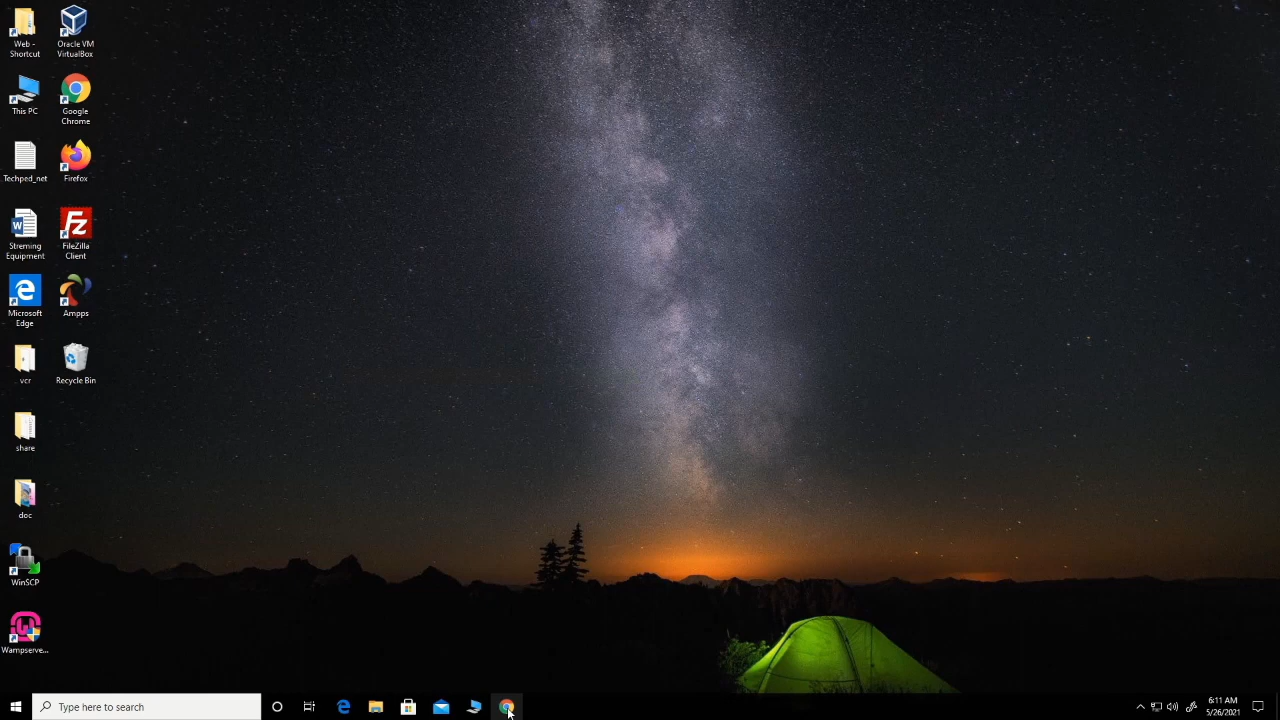 Web -
Shortcut
Oracle VM
VirtualBox
This PC
Google
Chrome
Techped_net
Firefox
Streming
Equipment
FileZilla
Client
Microsoft
Edge
Ampps
vcr
Recycle Bin
share
doc
WinSCP
Wampserve...
Type here to search
6:11 AM
5/26/2021